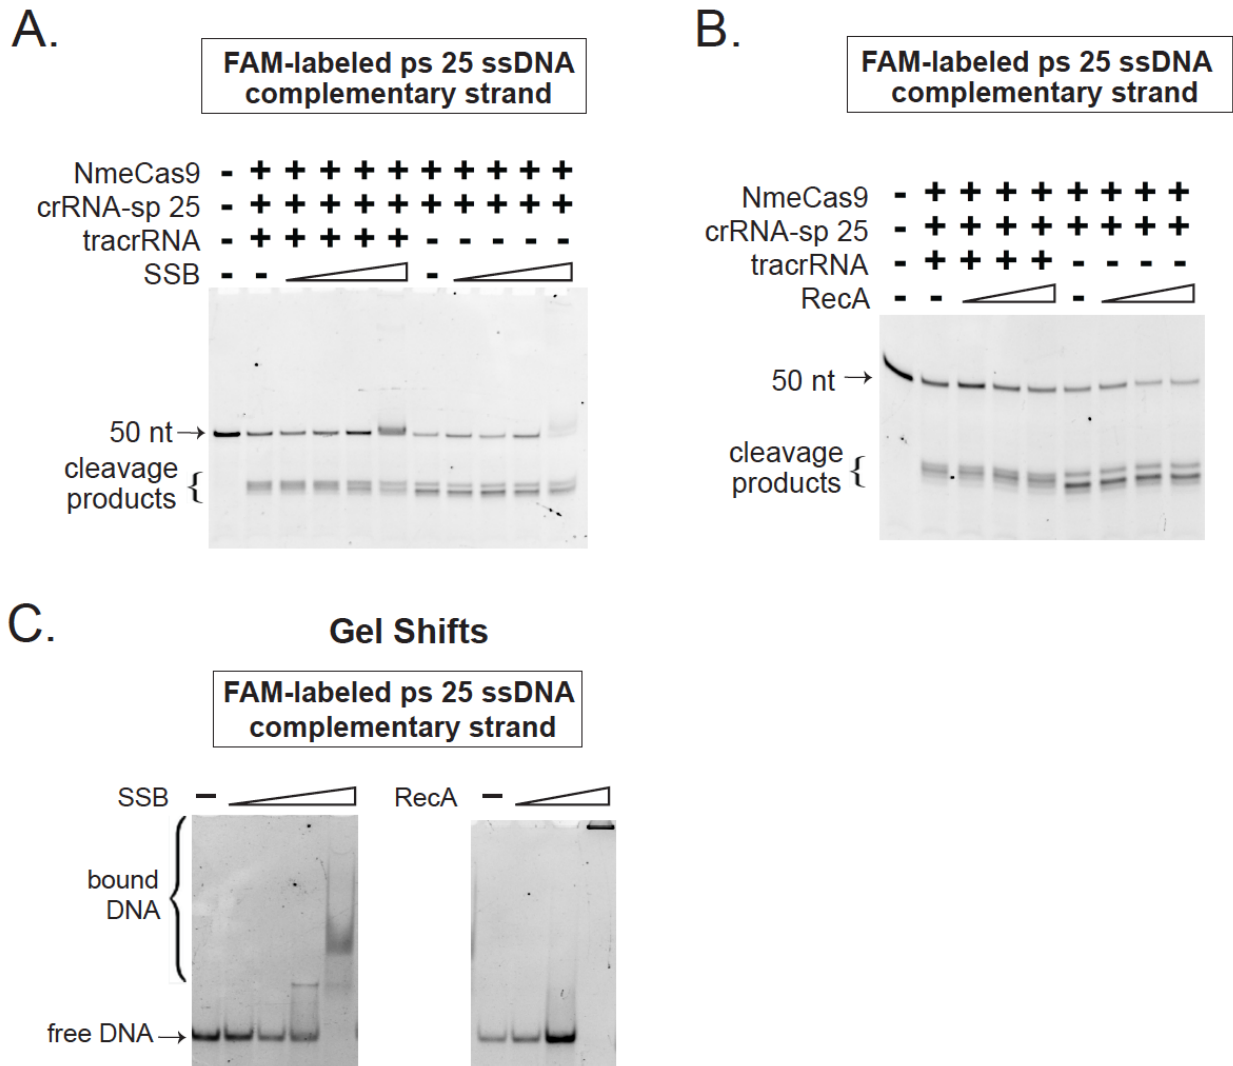 A.
FAM-labeled ps 25 ssDNA
complementary strand
NmeCas9 - + + + + + + + + + +
crRNA-sp 25 - + + + + + + + + + +
tracrRNA - + + + + + - - - - -
SSB - - -
50 nt→
cleavage
products {
B.
FAM-labeled ps 25 ssDNA
complementary strand
NmeCas9 - + + + + + + + +
crRNA-sp 25 - + + + + + + + +
tracrRNA - + + + + - - - -
RecA - - -
50 nt →
cleavage
products {
C.
Gel Shifts
FAM-labeled ps 25 ssDNA
complementary strand
SSB −
RecA −
bound
DNA
free DNA→